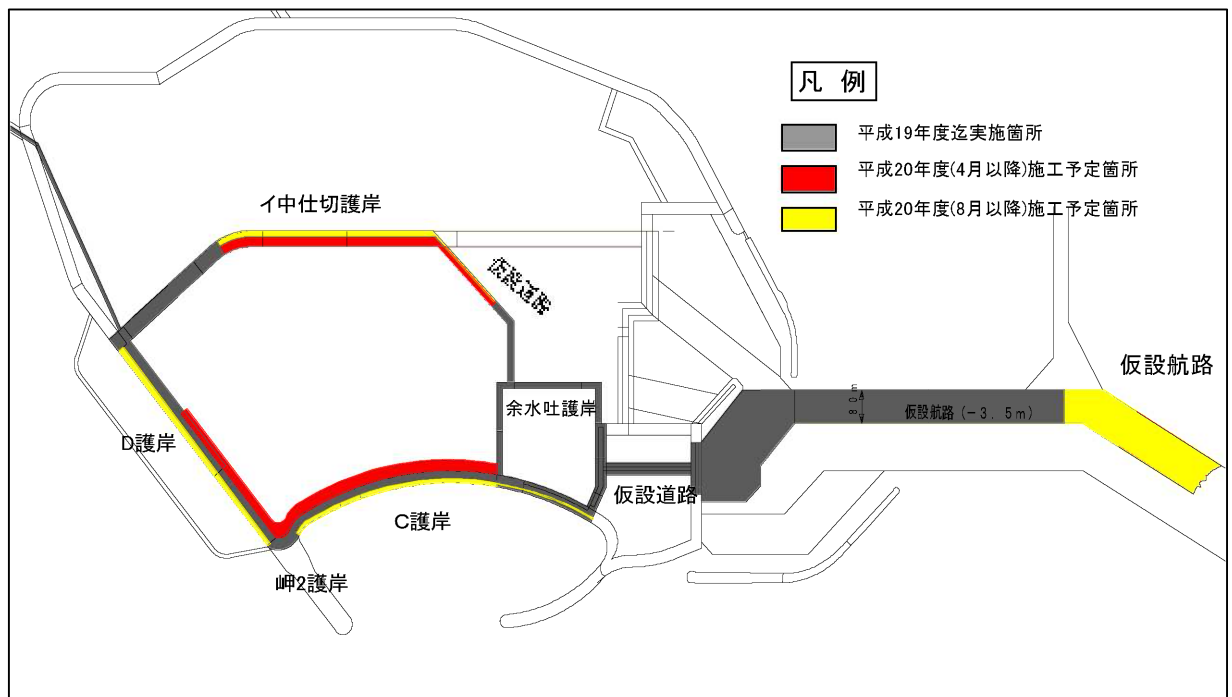 凡 例
平成19年度迄実施箇所
平成20年度(4月以降)施工予定箇所
平成20年度(8月以降)施工予定箇所
イ中仕切護岸
仮設道路
仮設航路
余水吐護岸
80m
仮設航路(-3.5m)
D護岸
仮設道路
C護岸
岬2護岸